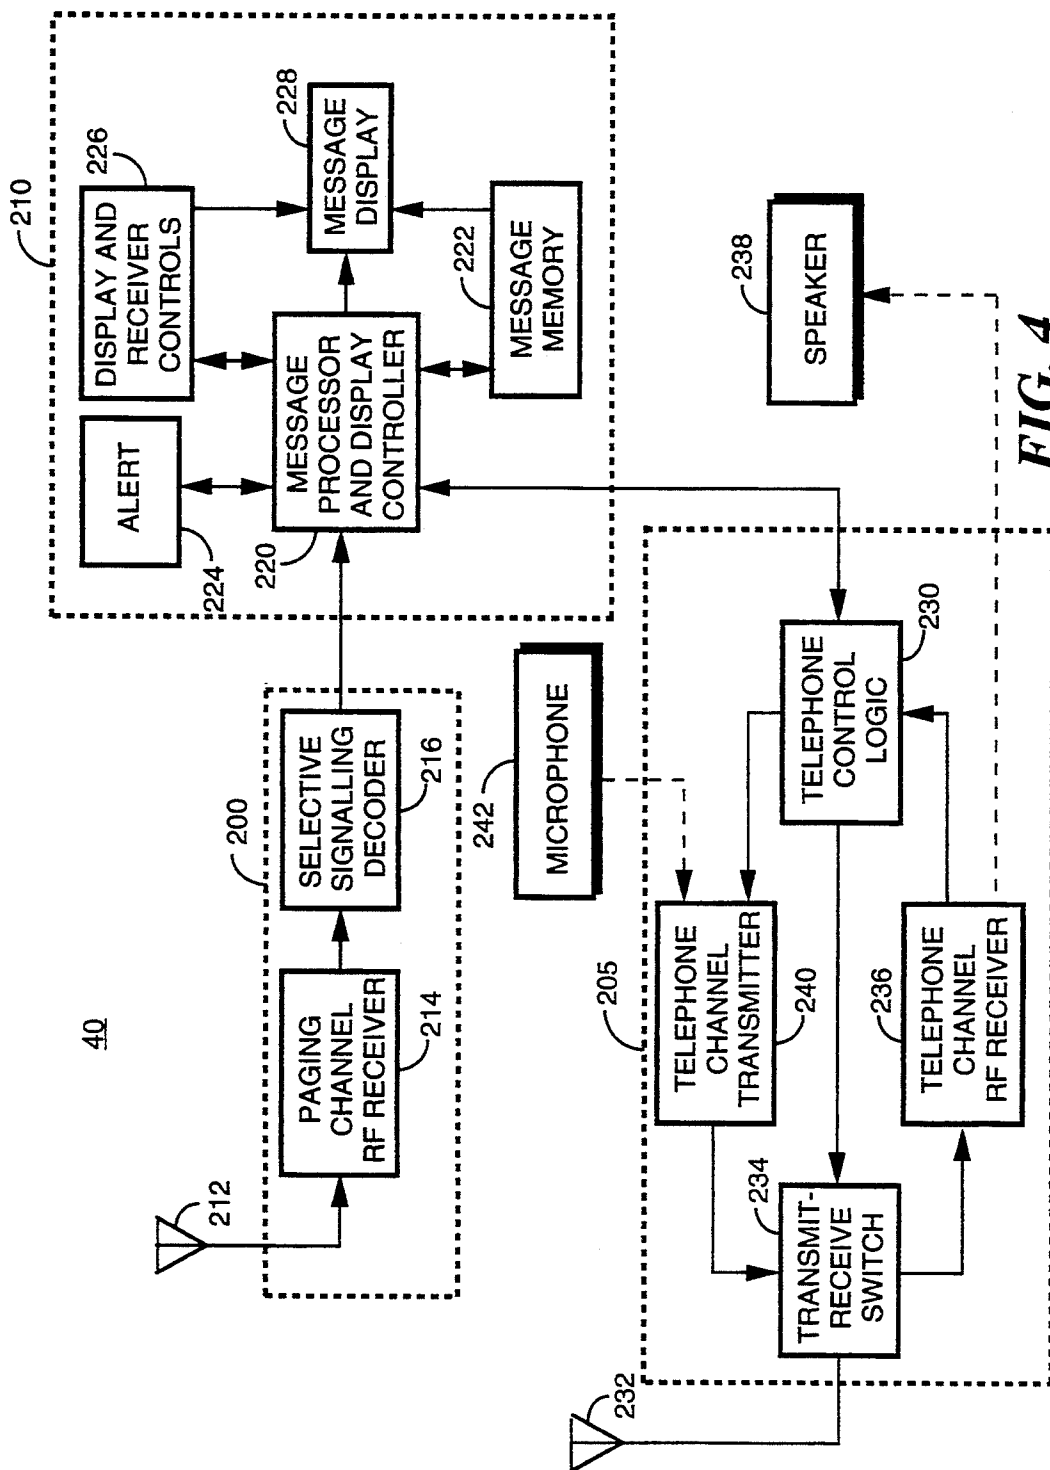 40
212
200
PAGING
CHANNEL
RF RECEIVER
214
SELECTIVE
SIGNALLING
DECODER
216
210
ALERT
224
DISPLAY AND
RECEIVER
CONTROLS
226
MESSAGE
PROCESSOR
AND DISPLAY
CONTROLLER
220
MESSAGE
DISPLAY
228
MESSAGE
MEMORY
222
MICROPHONE
242
SPEAKER
238
232
205
TRANSMIT-
RECEIVE
SWITCH
234
TELEPHONE
CHANNEL
TRANSMITTER
240
TELEPHONE
CHANNEL
RF RECEIVER
236
TELEPHONE
CONTROL
LOGIC
230
FIG. 4